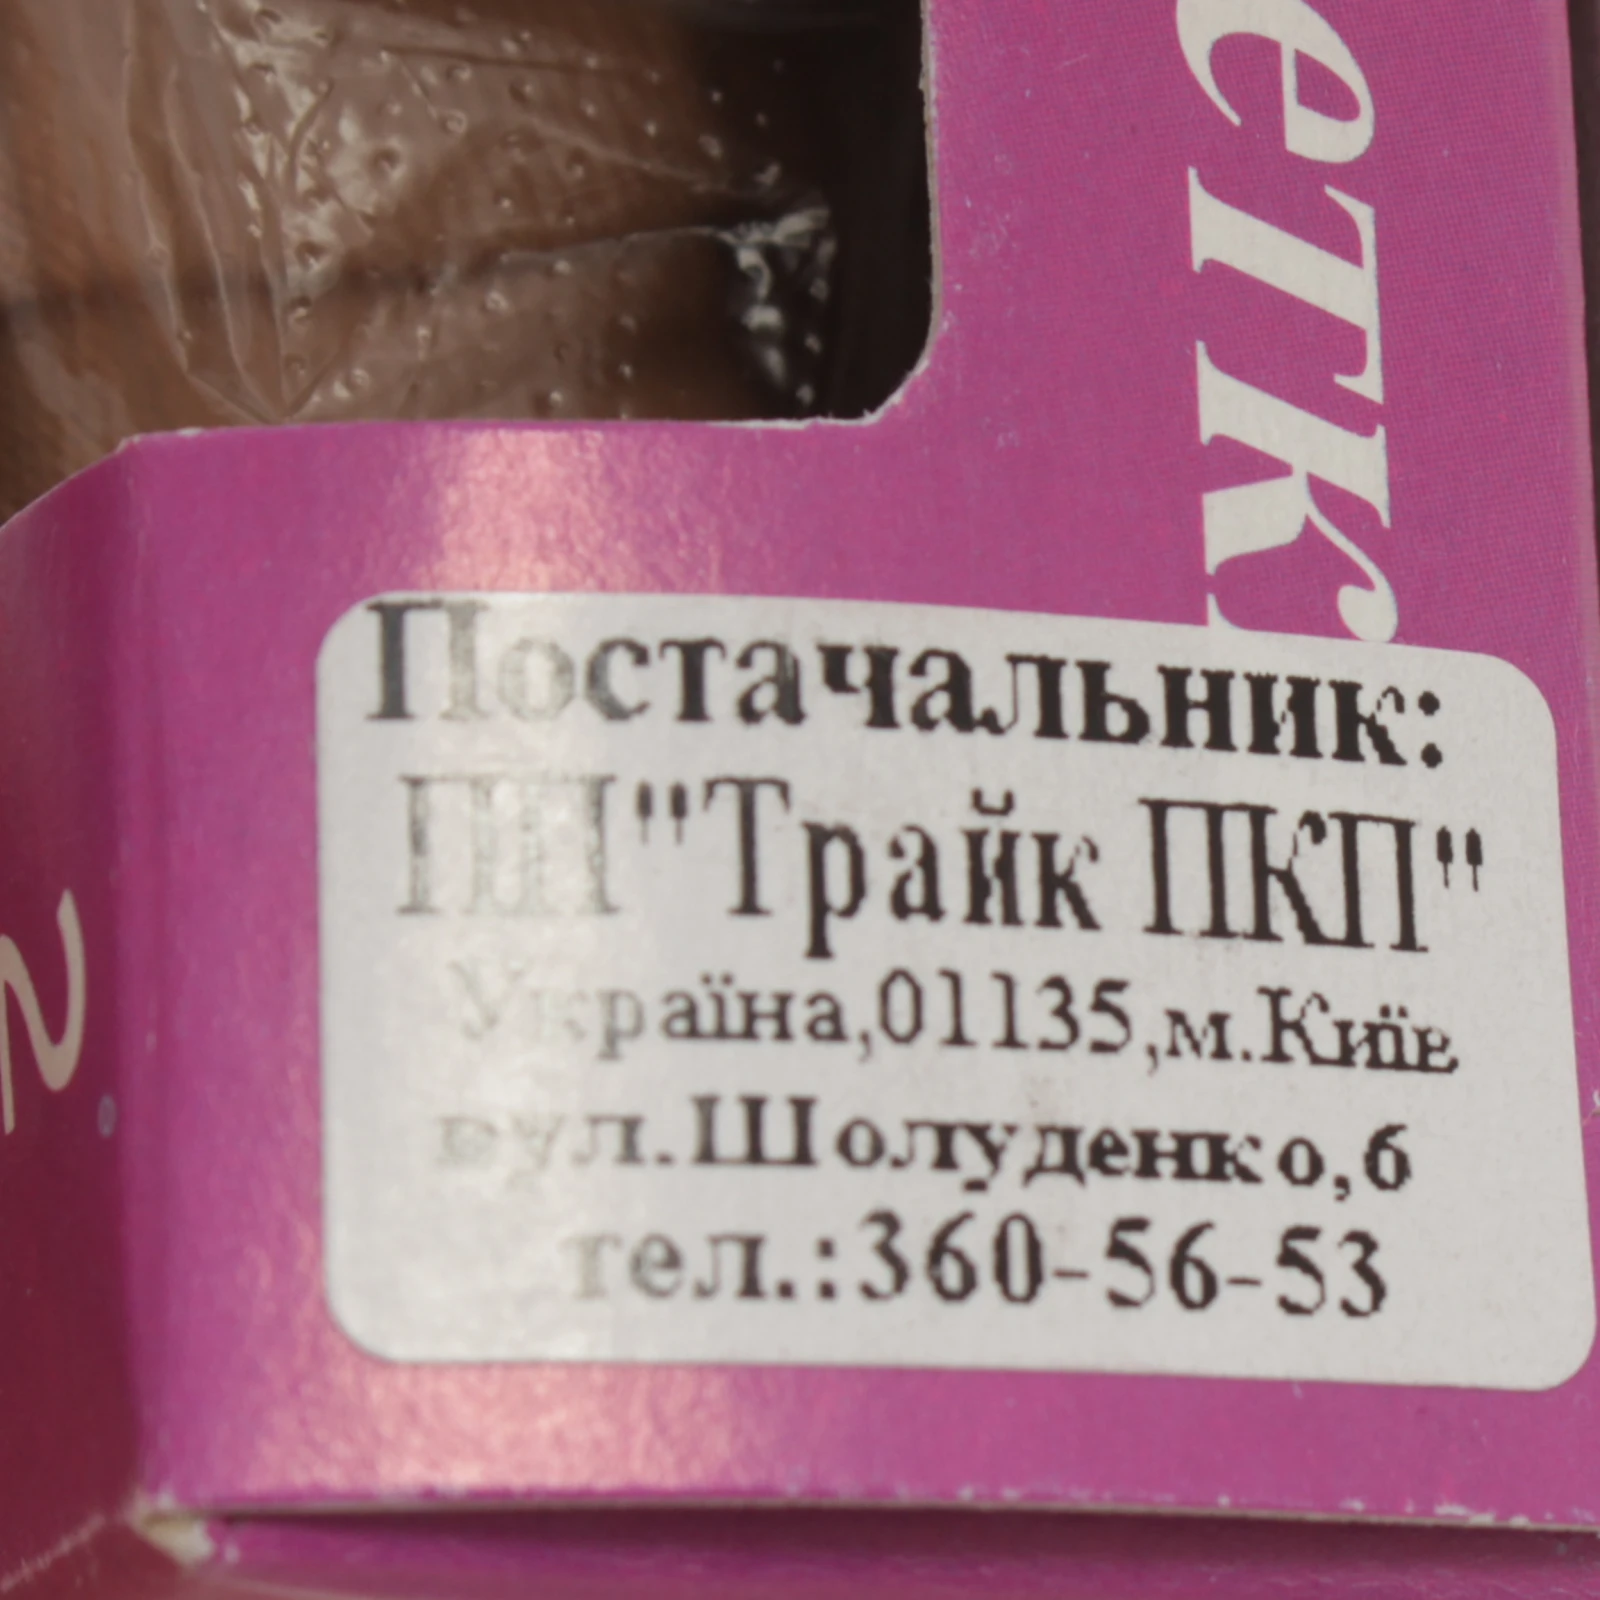 Постачальник:
ПП"Трайк ПКП"
Україна,01135,м.Київ
вул.Шолуденко,6
тел.:360-56-53